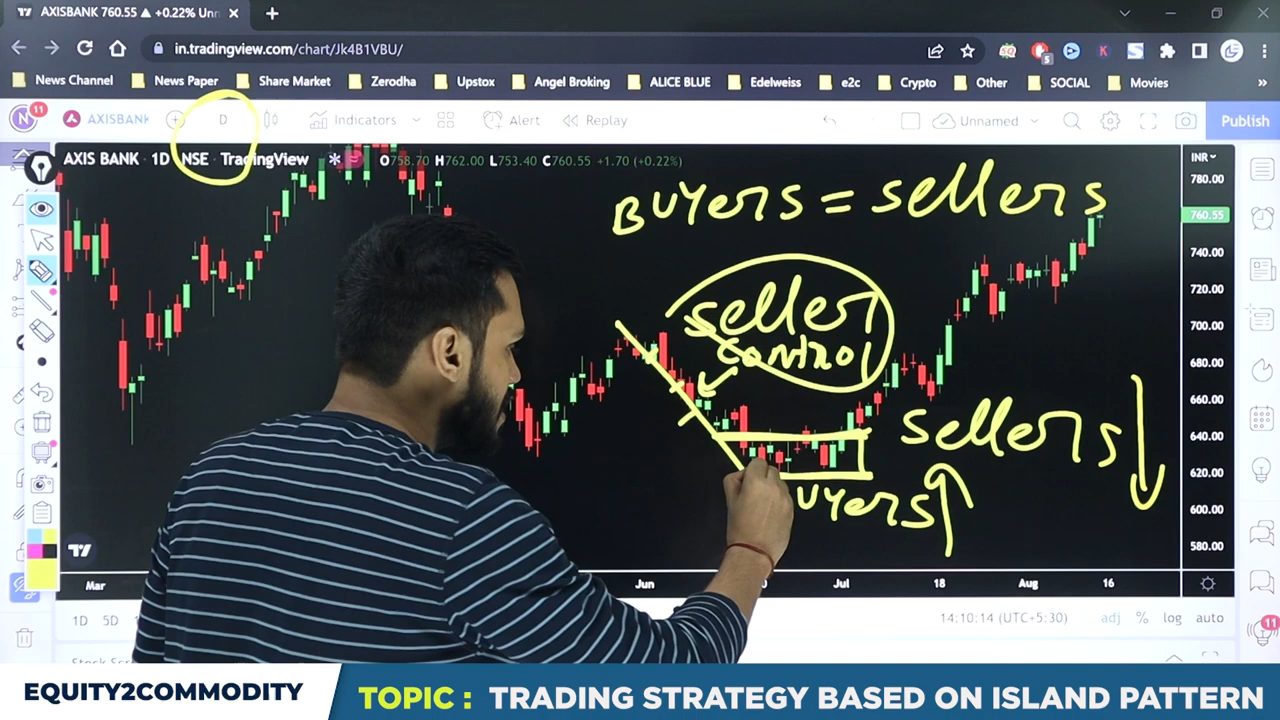 AXISBANK 760.55 ▲ +0.22% Unn
in.tradingview.com/chart/Jk4B1VBU/
News Channel News Paper Share Market Zerodha Upstox Angel Broking ALICE BLUE Edelweiss e2c Crypto Other SOCIAL Movies
N 11 AXISBANK D Indicators Alert Replay Unnamed Publish
AXIS BANK · 1D · NSE · TradingView O758.70 H762.00 L753.40 C760.55 +1.70 (+0.22%)
INR
780.00
760.55
740.00
720.00
700.00
680.00
660.00
640.00
620.00
600.00
580.00
BUYERS = SELLERS
seller
control
sellers
uyers
Mar Jun Jul 18 Aug 16
1D 5D 14:10:14 (UTC+5:30) adj % log auto
11
EQUITY2COMMODITY
TOPIC : TRADING STRATEGY BASED ON ISLAND PATTERN